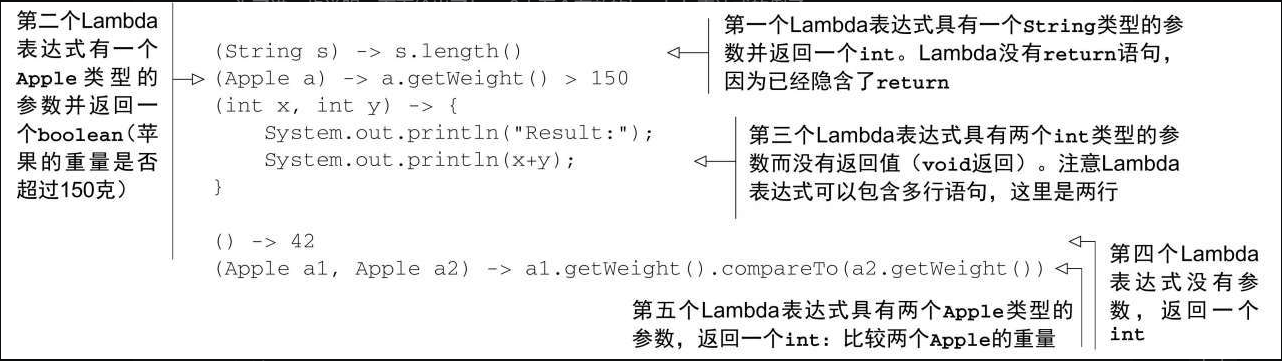 第二个Lambda
表达式有一个
Apple类型的
参数并返回一
个boolean(苹
果的重量是否
超过150克)
(String s) -> s.length()
(Apple a) -> a.getWeight() > 150
(int x, int y) -> {
System.out.println("Result:");
System.out.println(x+y);
}
() -> 42
(Apple a1, Apple a2) -> a1.getWeight().compareTo(a2.getWeight())
第一个Lambda表达式具有一个String类型的参
数并返回一个int。Lambda没有return语句，
因为已经隐含了return
第三个Lambda表达式具有两个int类型的参
数而没有返回值（void返回）。注意Lambda
表达式可以包含多行语句，这里是两行
第四个Lambda
表达式没有参
数，返回一个
int
第五个Lambda表达式具有两个Apple类型的
参数，返回一个int：比较两个Apple的重量